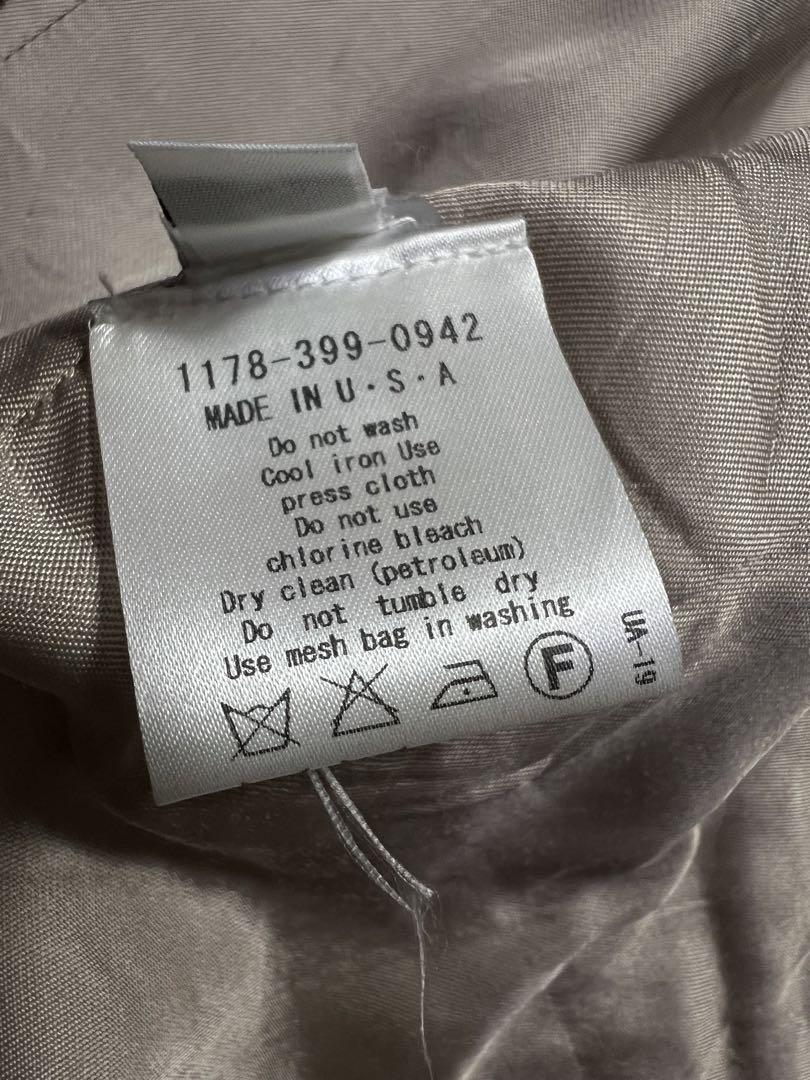 1178-399-0942
MADE IN U・S・A
Do not wash
Cool iron Use
press cloth
Do not use
chlorine bleach
Dry clean (petroleum)
Do not tumble dry
Use mesh bag in washing
F
UA-19